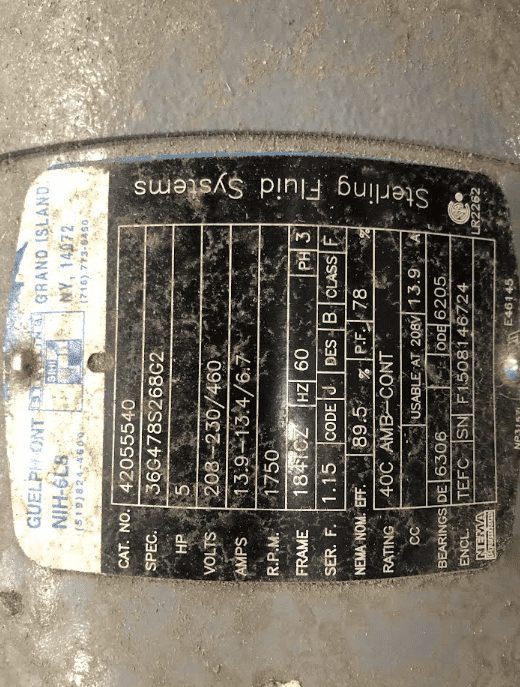 GUELPH ONT
N1H-6L8
(519)824-4600
GRAND ISLAND
NY, 14072
(716)773-6450
CAT. NO. 42055540
SPEC. 36G478S268G2
HP 5
VOLTS 208-230/460
AMPS 13.9-13.4/6.7
R.P.M. 1750
FRAME HZ 60 PH 3
SER. F. 1.15 CODE J DES B CLASS F
NEMA NOM. EFF. 89.5 % P.F. 78 %
RATING 40C AMB-CONT
CC USABLE AT 208V 13.9 A
BEARINGS DE 6306 ODE 6205
ENCL. TEFC SN F1508146724
NEMA
Sterling Fluid Systems
LR2262
E46145